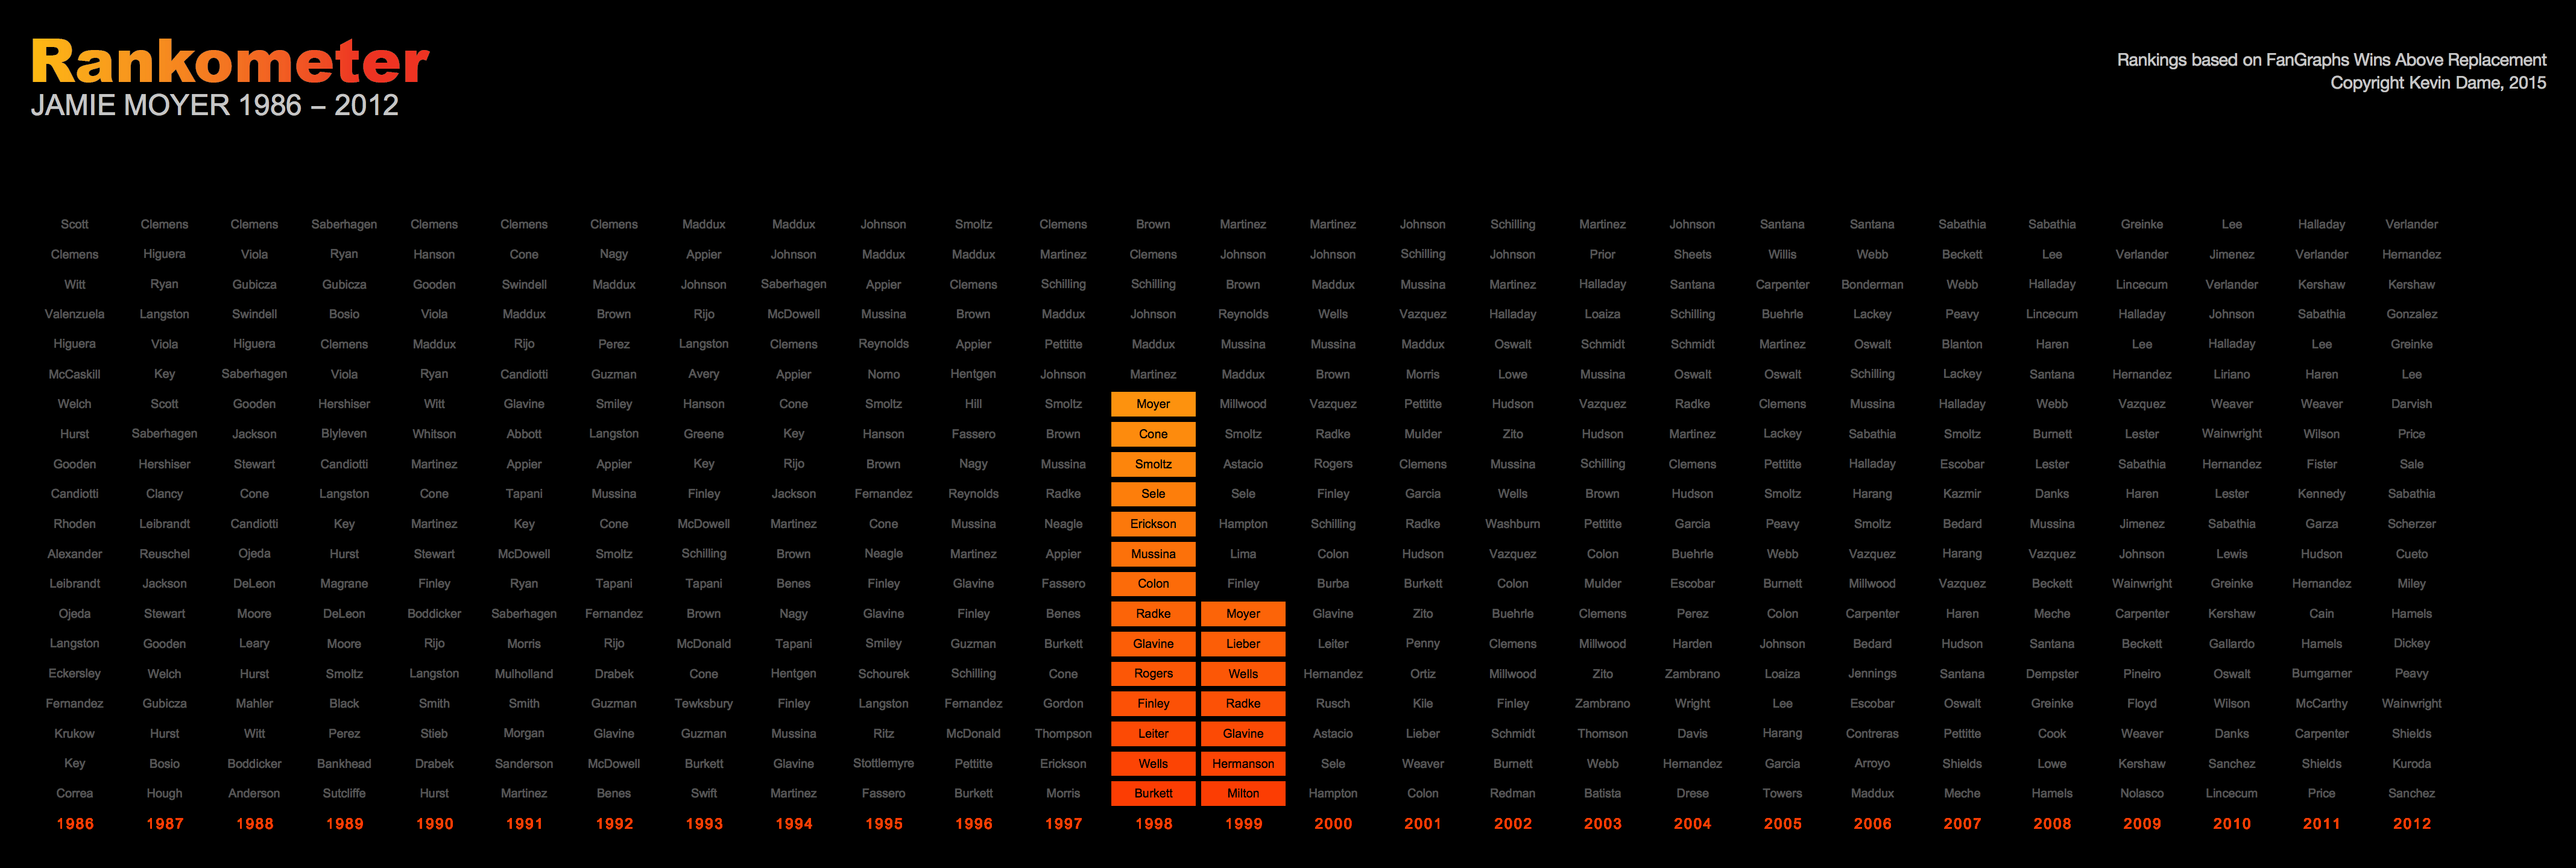 Rankometer
JAMIE MOYER 1986 – 2012
Rankings based on FanGraphs Wins Above Replacement
Copyright Kevin Dame, 2015
Scott Clemens Clemens Saberhagen Clemens Clemens Clemens Maddux Maddux Johnson Smoltz Clemens Brown Martinez Martinez Johnson Schilling Martinez Johnson Santana Santana Sabathia Sabathia Greinke Lee Halladay Verlander
Clemens Higuera Viola Ryan Hanson Cone Nagy Appier Johnson Maddux Maddux Martinez Clemens Johnson Johnson Schilling Johnson Prior Sheets Willis Webb Beckett Lee Verlander Jimenez Verlander Hernandez
Witt Ryan Gubicza Gubicza Gooden Swindell Maddux Johnson Saberhagen Appier Clemens Schilling Schilling Brown Maddux Mussina Martinez Halladay Santana Carpenter Bonderman Webb Halladay Lincecum Verlander Kershaw Kershaw
Valenzuela Langston Swindell Bosio Viola Maddux Brown Rijo McDowell Mussina Brown Maddux Johnson Reynolds Wells Vazquez Halladay Loaiza Schilling Buehrle Lackey Peavy Lincecum Halladay Johnson Sabathia Gonzalez
Higuera Viola Higuera Clemens Maddux Rijo Perez Langston Clemens Reynolds Appier Pettitte Maddux Mussina Mussina Maddux Oswalt Schmidt Schmidt Martinez Oswalt Blanton Haren Lee Halladay Lee Greinke
McCaskill Key Saberhagen Viola Ryan Candiotti Guzman Avery Appier Nomo Hentgen Johnson Martinez Maddux Brown Morris Lowe Mussina Oswalt Oswalt Schilling Lackey Santana Hernandez Liriano Haren Lee
Welch Scott Gooden Hershiser Witt Glavine Smiley Hanson Cone Smoltz Hill Smoltz Moyer Millwood Vazquez Pettitte Hudson Vazquez Radke Clemens Mussina Halladay Webb Vazquez Weaver Weaver Darvish
Hurst Saberhagen Jackson Blyleven Whitson Abbott Langston Greene Key Hanson Fassero Brown Cone Smoltz Radke Mulder Zito Hudson Martinez Lackey Sabathia Smoltz Burnett Lester Wainwright Wilson Price
Gooden Hershiser Stewart Candiotti Martinez Appier Appier Key Rijo Brown Nagy Mussina Smoltz Astacio Rogers Clemens Mussina Schilling Clemens Pettitte Halladay Escobar Lester Sabathia Hernandez Fister Sale
Candiotti Clancy Cone Langston Cone Tapani Mussina Finley Jackson Fernandez Reynolds Radke Sele Sele Finley Garcia Wells Brown Hudson Smoltz Harang Kazmir Danks Haren Lester Kennedy Sabathia
Rhoden Leibrandt Candiotti Key Martinez Key Cone McDowell Martinez Cone Mussina Neagle Erickson Hampton Schilling Radke Washburn Pettitte Garcia Peavy Smoltz Bedard Mussina Jimenez Sabathia Garza Scherzer
Alexander Reuschel Ojeda Hurst Stewart McDowell Smoltz Schilling Brown Neagle Martinez Appier Mussina Lima Colon Hudson Vazquez Colon Buehrle Webb Vazquez Harang Vazquez Johnson Lewis Hudson Cueto
Leibrandt Jackson DeLeon Magrane Finley Ryan Tapani Tapani Benes Finley Glavine Fassero Colon Finley Burba Burkett Colon Mulder Escobar Burnett Millwood Vazquez Beckett Wainwright Greinke Hernandez Miley
Ojeda Stewart Moore DeLeon Boddicker Saberhagen Fernandez Brown Nagy Glavine Finley Benes Radke Moyer Glavine Zito Buehrle Clemens Perez Colon Carpenter Haren Meche Carpenter Kershaw Cain Hamels
Langston Gooden Leary Moore Rijo Morris Rijo McDonald Tapani Smiley Guzman Burkett Glavine Lieber Leiter Penny Clemens Millwood Harden Johnson Bedard Hudson Santana Beckett Gallardo Hamels Dickey
Eckersley Welch Hurst Smoltz Langston Mulholland Drabek Cone Hentgen Schourek Schilling Cone Rogers Wells Hernandez Ortiz Millwood Zito Zambrano Loaiza Jennings Santana Dempster Pineiro Oswalt Bumgarner Peavy
Fernandez Gubicza Mahler Black Smith Smith Guzman Tewksbury Finley Langston Fernandez Gordon Finley Radke Rusch Kile Finley Zambrano Wright Lee Escobar Oswalt Greinke Floyd Wilson McCarthy Wainwright
Krukow Hurst Witt Perez Stieb Morgan Glavine Guzman Mussina Ritz McDonald Thompson Leiter Glavine Astacio Lieber Schmidt Thomson Davis Harang Contreras Pettitte Cook Weaver Danks Carpenter Shields
Key Bosio Boddicker Bankhead Drabek Sanderson McDowell Burkett Glavine Stottlemyre Pettitte Erickson Wells Hermanson Sele Weaver Burnett Webb Hernandez Garcia Arroyo Shields Lowe Kershaw Sanchez Shields Kuroda
Correa Hough Anderson Sutcliffe Hurst Martinez Benes Swift Martinez Fassero Burkett Morris Burkett Milton Hampton Colon Redman Batista Drese Towers Maddux Meche Hamels Nolasco Lincecum Price Sanchez
1986 1987 1988 1989 1990 1991 1992 1993 1994 1995 1996 1997 1998 1999 2000 2001 2002 2003 2004 2005 2006 2007 2008 2009 2010 2011 2012